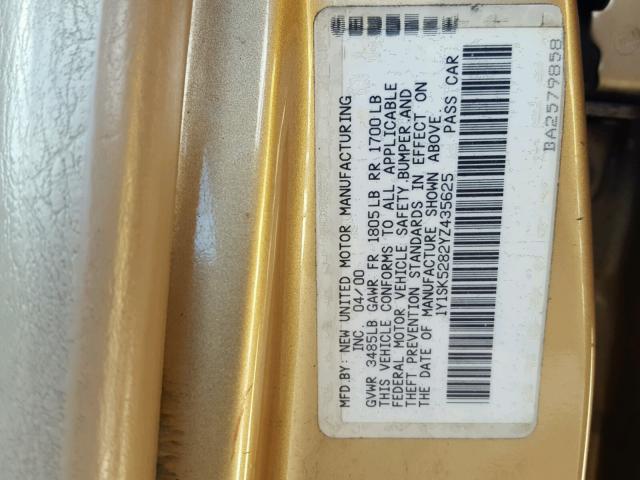 MFD.BY: NEW UNITED MOTOR MANUFACTURING
INC. 04/00
GVWR 3485LB GAWR FR 1805LB RR 1700LB
THIS VEHICLE CONFORMS TO ALL APPLICABLE
FEDERAL MOTOR VEHICLE SAFETY,BUMPER,AND
THEFT PREVENTION STANDARDS IN EFFECT ON
THE DATE OF MANUFACTURE SHOWN ABOVE.
1Y1SK5282YZ435625 PASS CAR
BA2579858